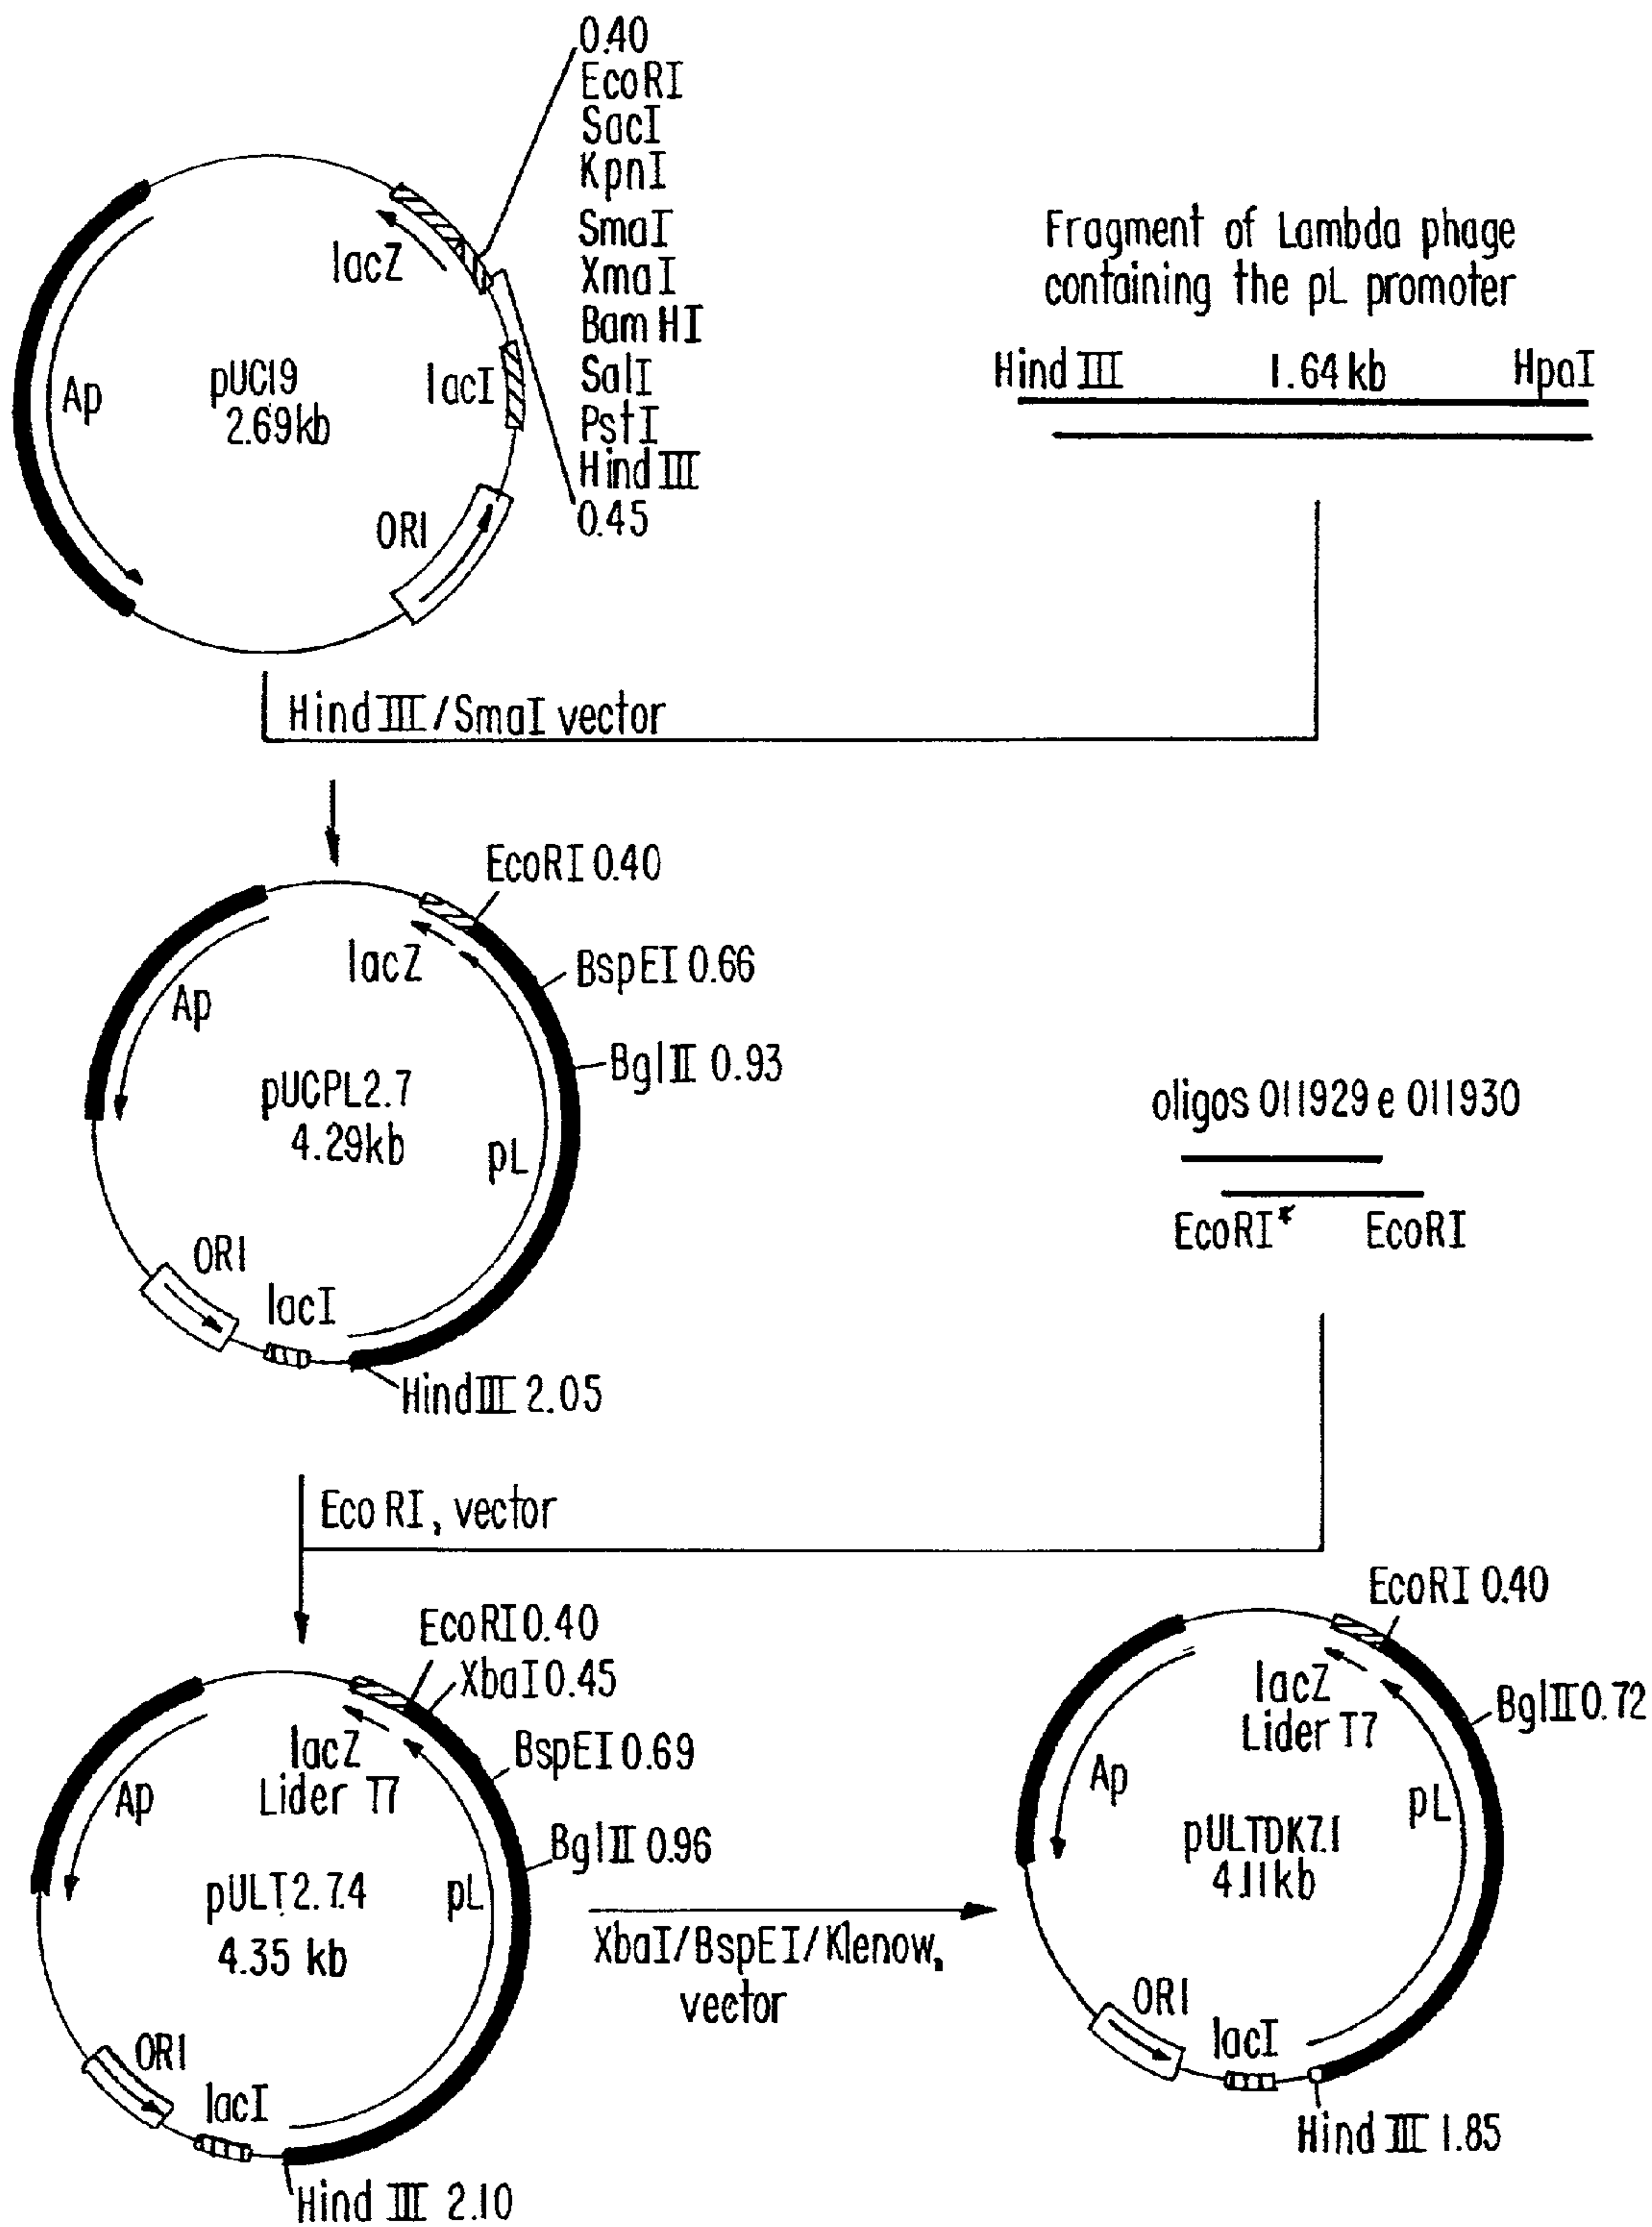 0.40
EcoRI
SacI
KpnI
SmaI
XmaI
Bam HI
SalI
PstI
Hind III
0.45
lacZ
lacI
Ap
pUC19
2.69kb
ORI
Fragment of Lambda phage
containing the pL promoter
Hind III 1.64 kb HpaI
Hind III/SmaI vector
EcoRI 0.40
lacZ
BspEI 0.66
Ap
BglII 0.93
pUCPL2.7
4.29kb
pL
ORI
lacI
Hind III 2.05
oligos 011929 e 011930
EcoRI* EcoRI
Eco RI, vector
EcoRI 0.40
XbaI 0.45
lacZ
Lider T7
BspEI 0.69
Ap
BglII 0.96
pULT2.7.4
4.35 kb
pL
ORI
lacI
Hind III 2.10
XbaI/BspEI/Klenow,
vector
EcoRI 0.40
lacZ
Lider T7
BglII 0.72
Ap
pL
pULTDK7.1
4.11kb
ORI
lacI
Hind III 1.85